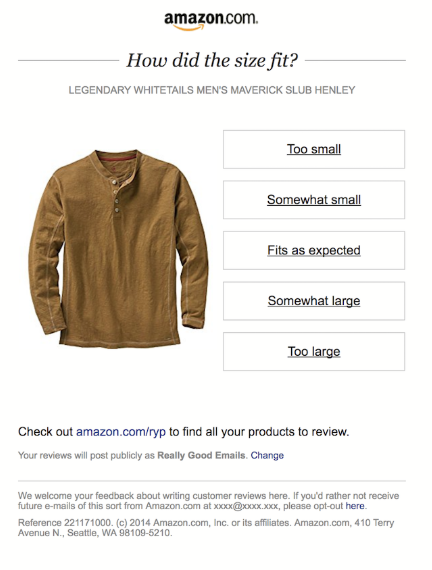 amazon.com.
How did the size fit?
LEGENDARY WHITETAILS MEN'S MAVERICK SLUB HENLEY
Too small
Somewhat small
Fits as expected
Somewhat large
Too large
Check out amazon.com/ryp to find all your products to review.
Your reviews will post publicly as Really Good Emails. Change
We welcome your feedback about writing customer reviews here. If you'd rather not receive
future e-mails of this sort from Amazon.com at xxxx@xxxx.xxx, please opt-out here.
Reference 221171000. (c) 2014 Amazon.com, Inc. or its affiliates. Amazon.com, 410 Terry
Avenue N., Seattle, WA 98109-5210.